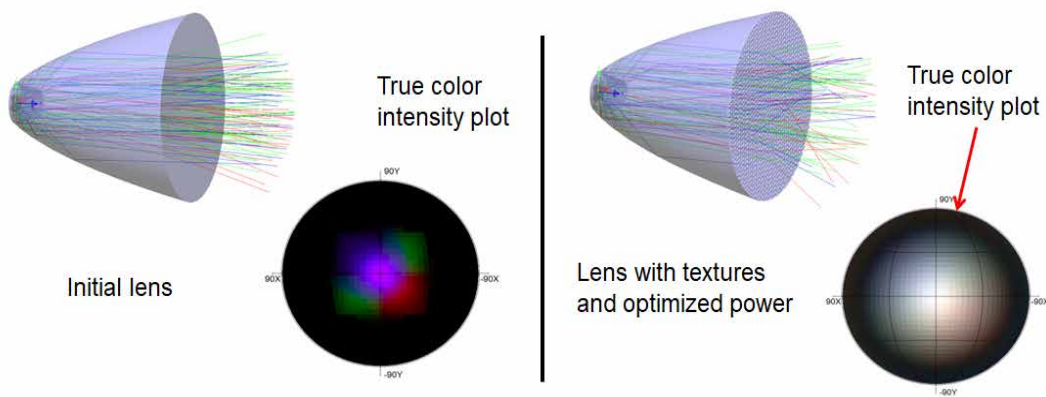 True color
intensity plot
90Y
90X
-90X
-90Y
Initial lens
True color
intensity plot
90Y
90X
-90X
-90Y
Lens with textures
and optimized power